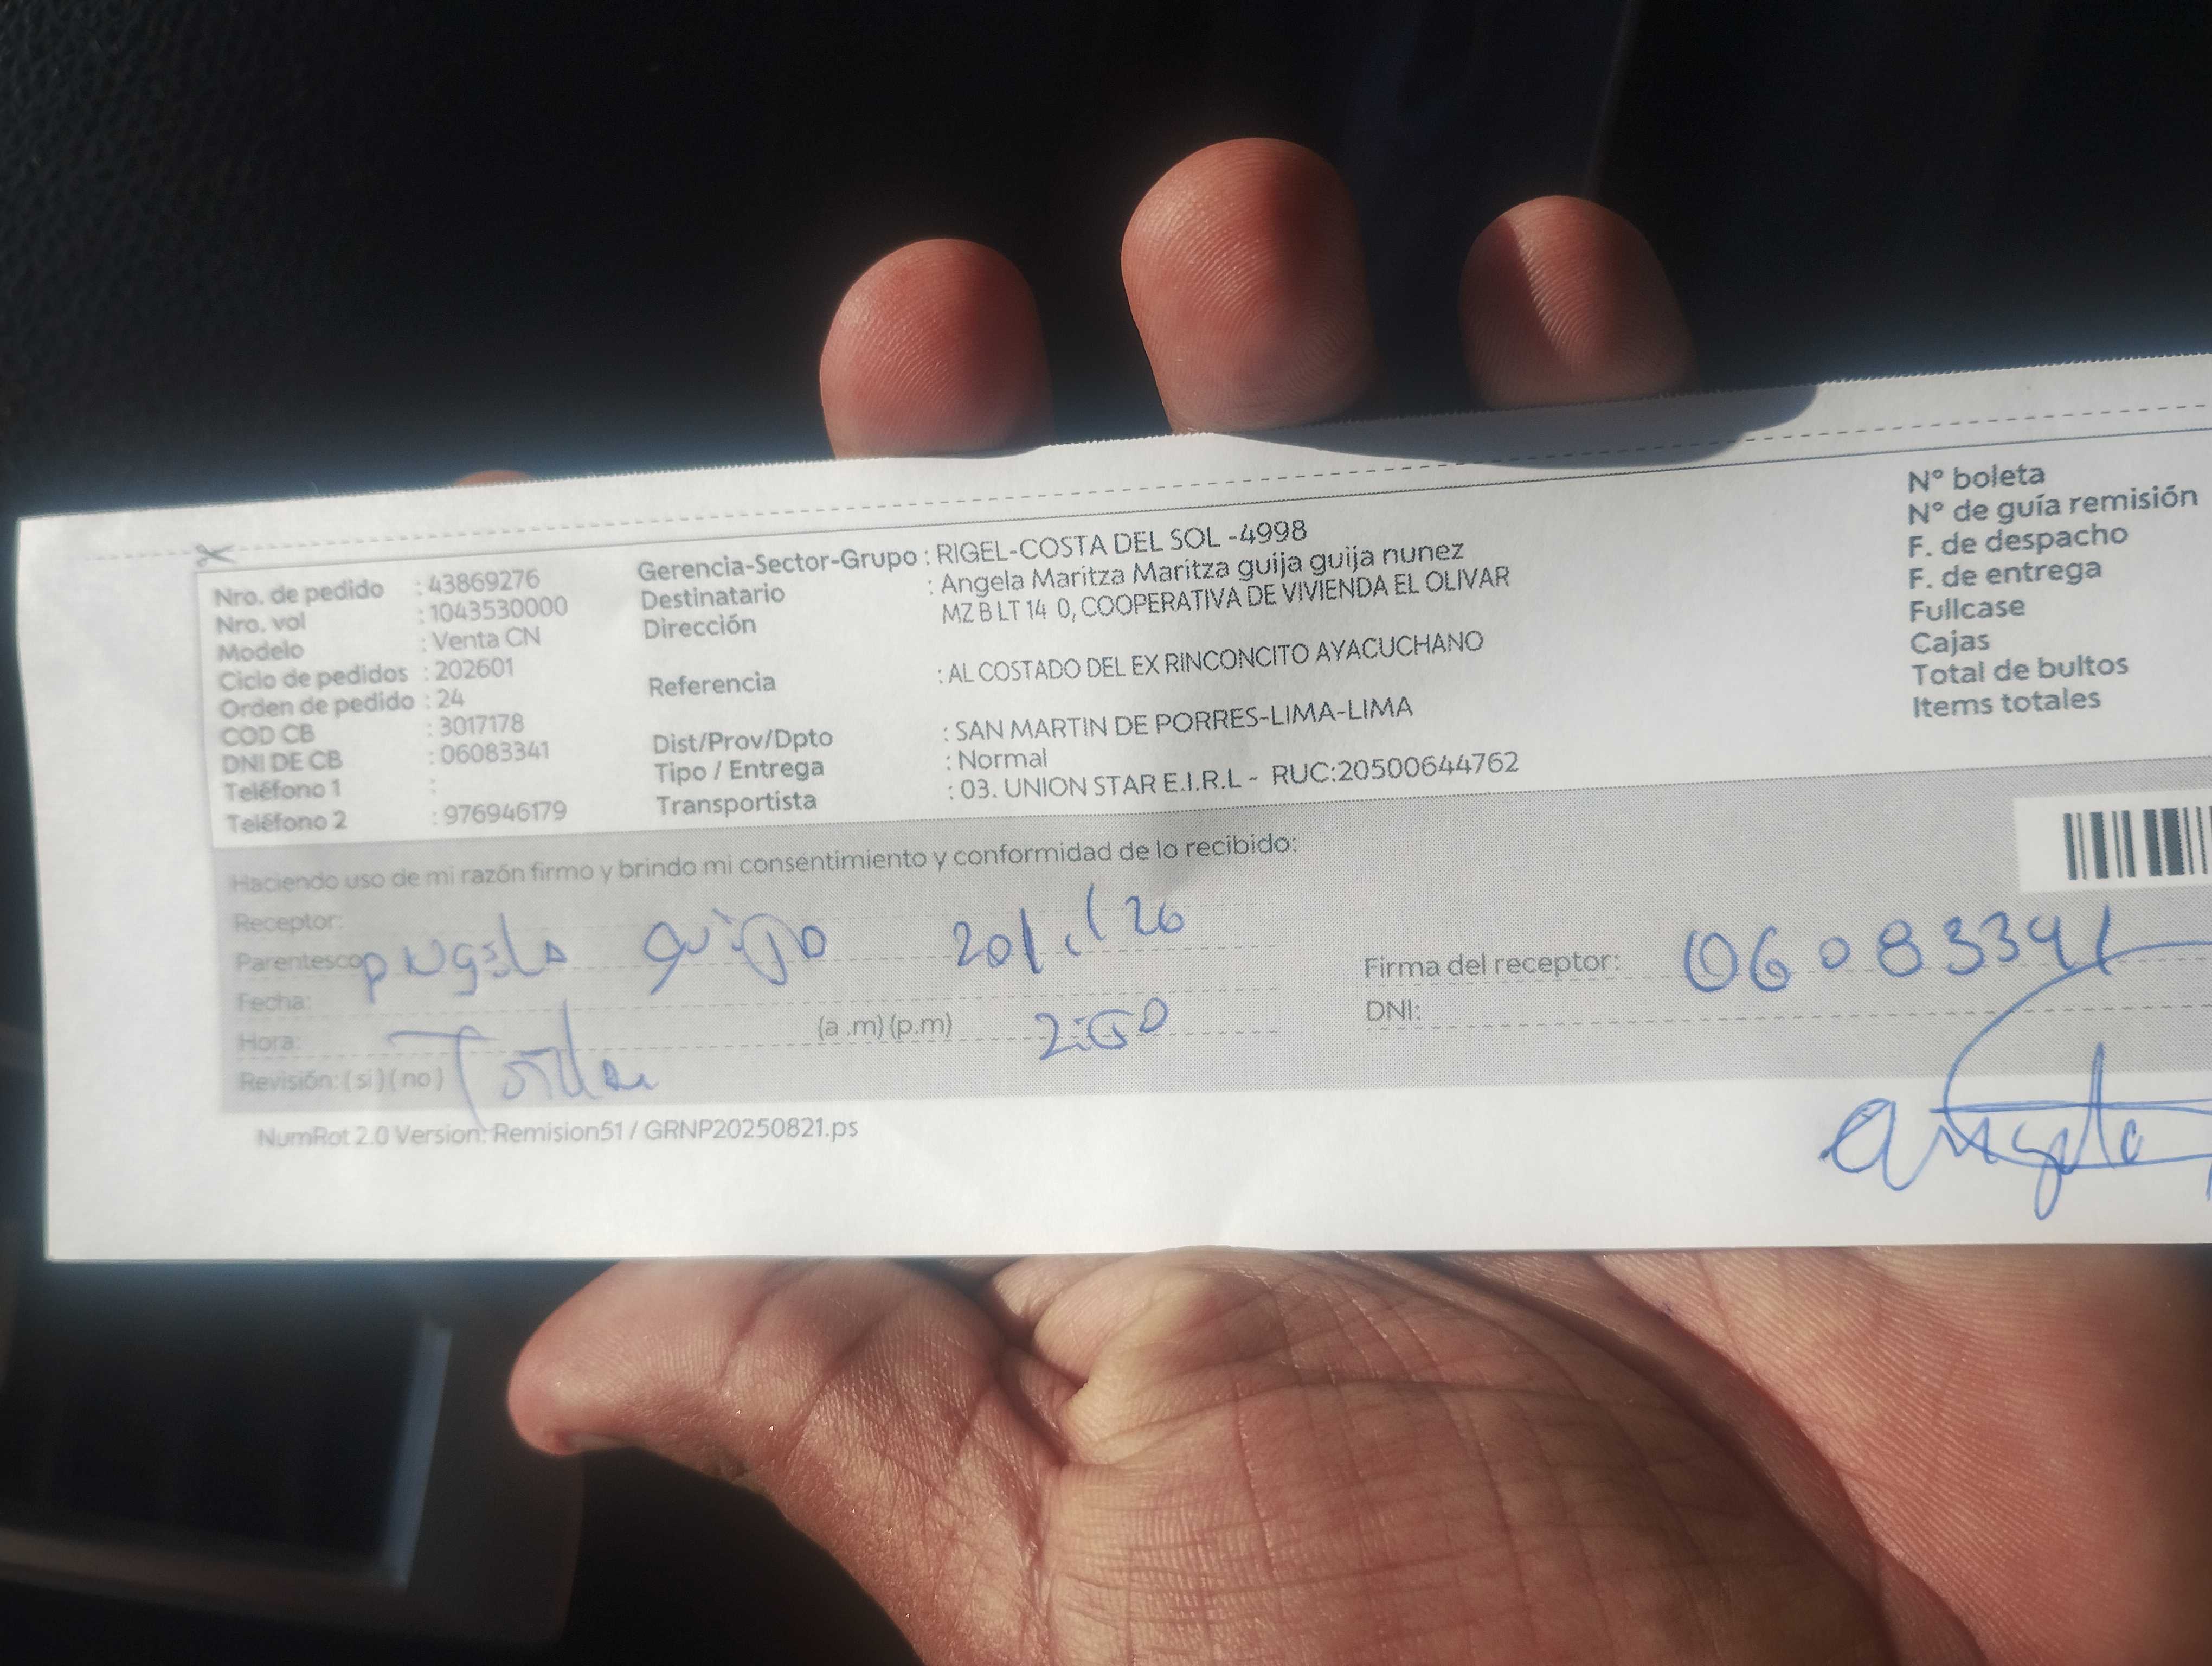 Nro. de pedido : 43869276
Nro. vol : 1043530000
Modelo : Venta CN
Ciclo de pedidos : 202601
Orden de pedido : 24
COD CB : 3017178
DNI DE CB : 06083341
Teléfono 1 :
Teléfono 2 : 976946179
Gerencia-Sector-Grupo : RIGEL-COSTA DEL SOL -4998
Destinatario : Angela Maritza Maritza guija guija nunez
Dirección MZ B LT 14 0, COOPERATIVA DE VIVIENDA EL OLIVAR
Referencia : AL COSTADO DEL EX RINCONCITO AYACUCHANO
Dist/Prov/Dpto : SAN MARTIN DE PORRES-LIMA-LIMA
Tipo / Entrega : Normal
Transportista : 03. UNION STAR E.I.R.L - RUC:20500644762
N° boleta
N° de guía remisión
F. de despacho
F. de entrega
Fullcase
Cajas
Total de bultos
Items totales
Haciendo uso de mi razón firmo y brindo mi consentimiento y conformidad de lo recibido:
Receptor:
Parentesco
Fecha:
Hora: (a .m) (p.m)
Revisión: ( si ) ( no )
Firma del receptor: 06083341
DNI:
Angela
NumRot 2.0 Version: Remision51 / GRNP20250821.ps